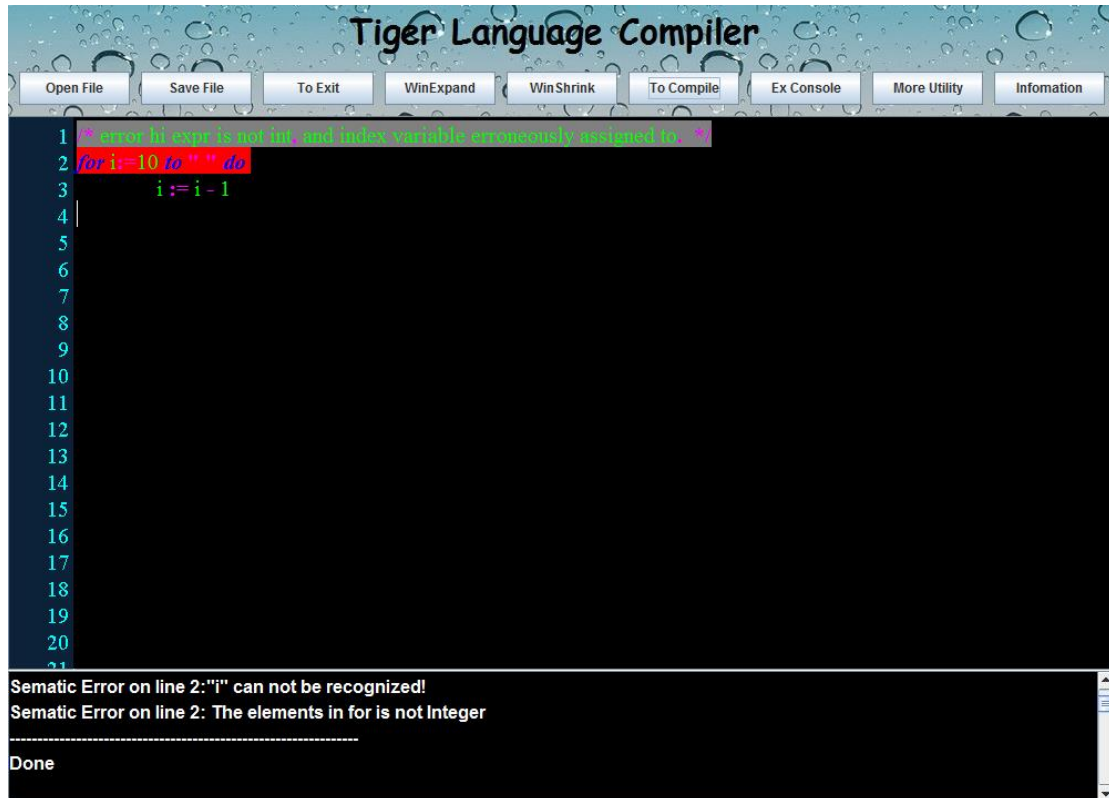 Tiger Language Compiler
Open File Save File To Exit WinExpand WinShrink To Compile Ex Console More Utility Infomation
1 /* error hi expr is not int, and index variable erroneously assigned to. */
2 for i:=10 to " " do
3 i := i - 1
4
5
6
7
8
9
10
11
12
13
14
15
16
17
18
19
20
21
Sematic Error on line 2:"i" can not be recognized!
Sematic Error on line 2: The elements in for is not Integer
---------------------------------------------------------------
Done